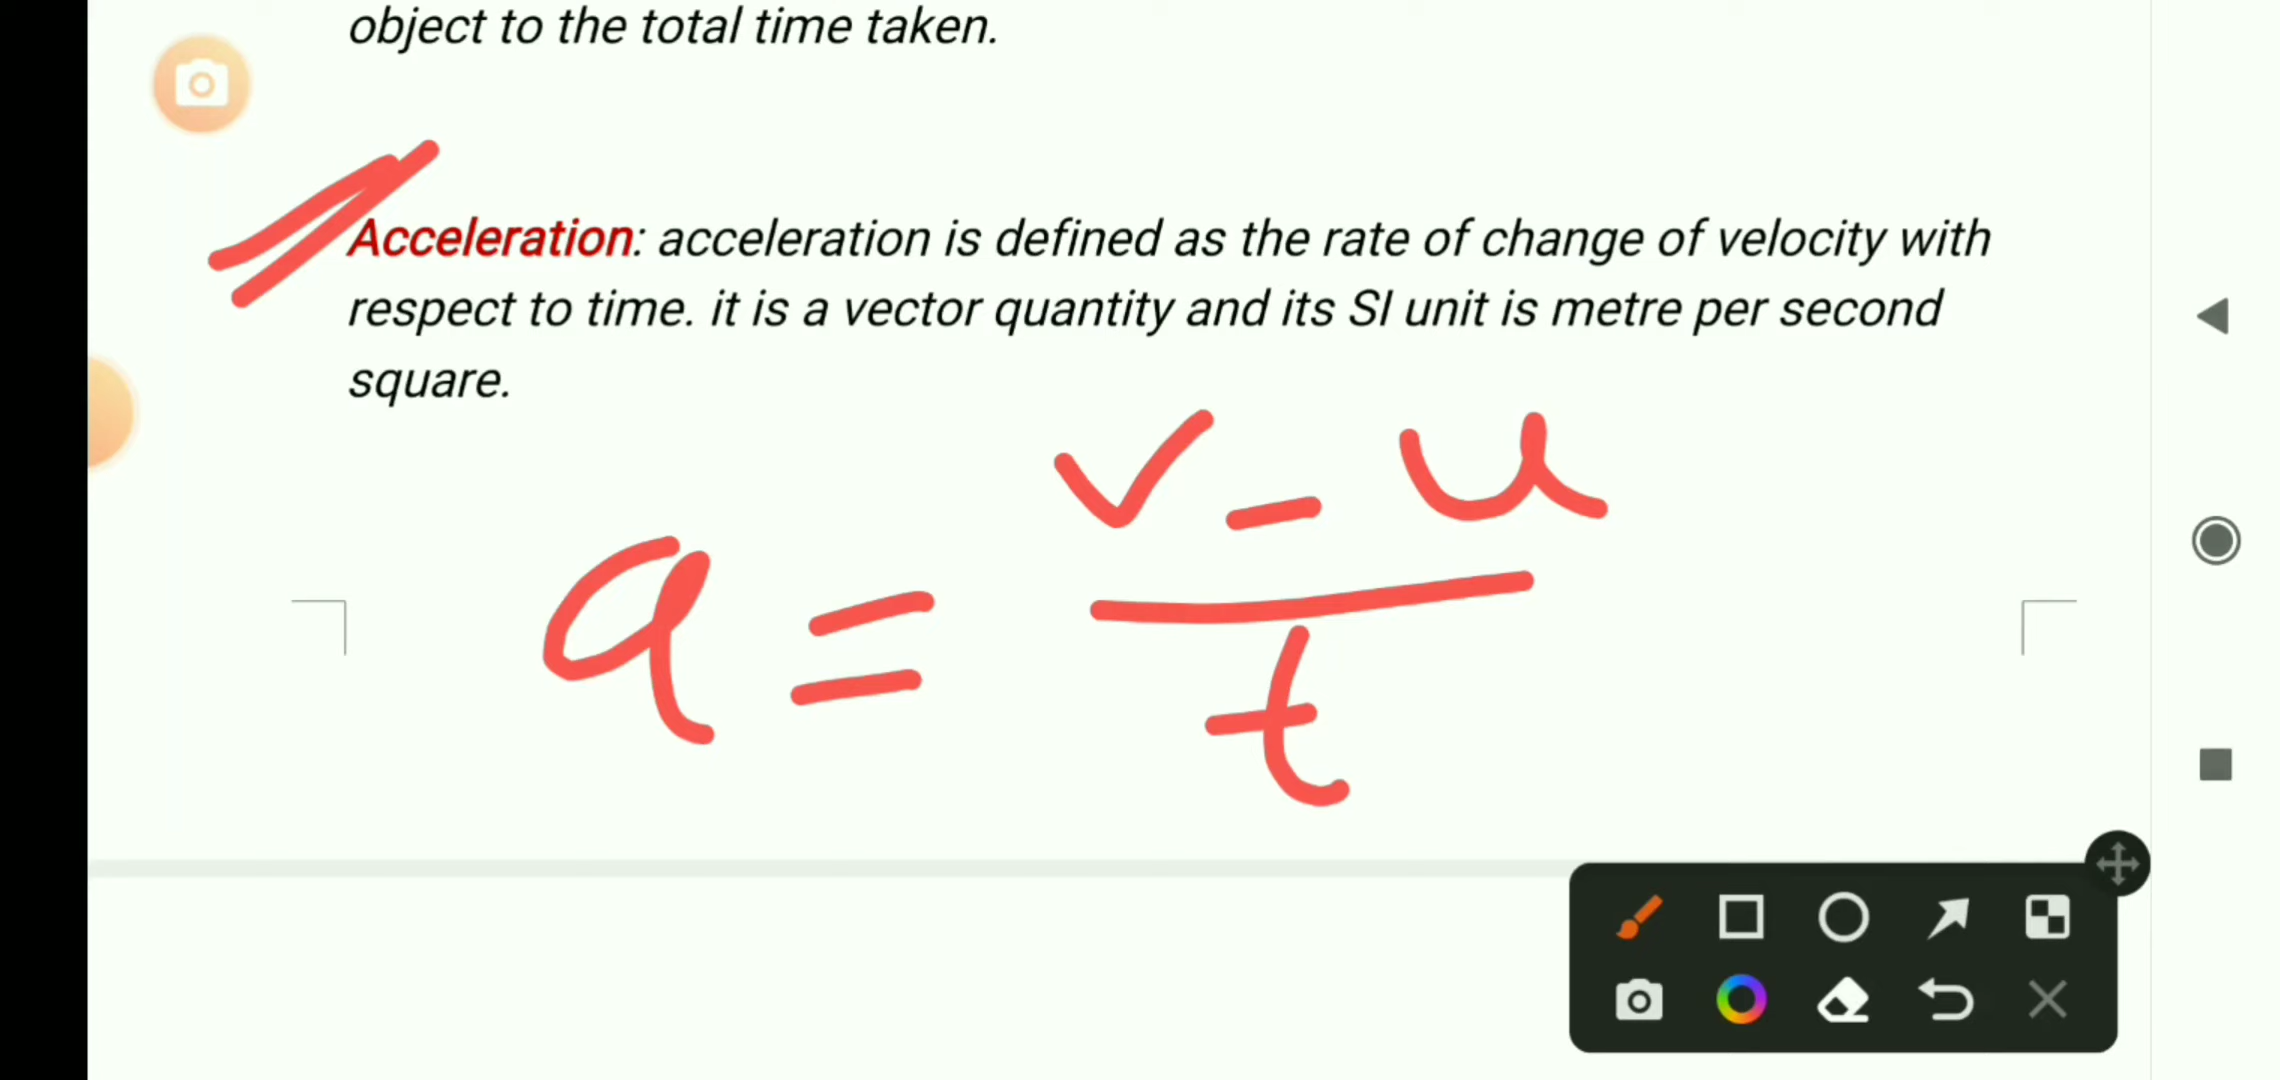 object to the total time taken.
Acceleration: acceleration is defined as the rate of change of velocity with
respect to time. it is a vector quantity and its SI unit is metre per second
square.
a = v - u
t